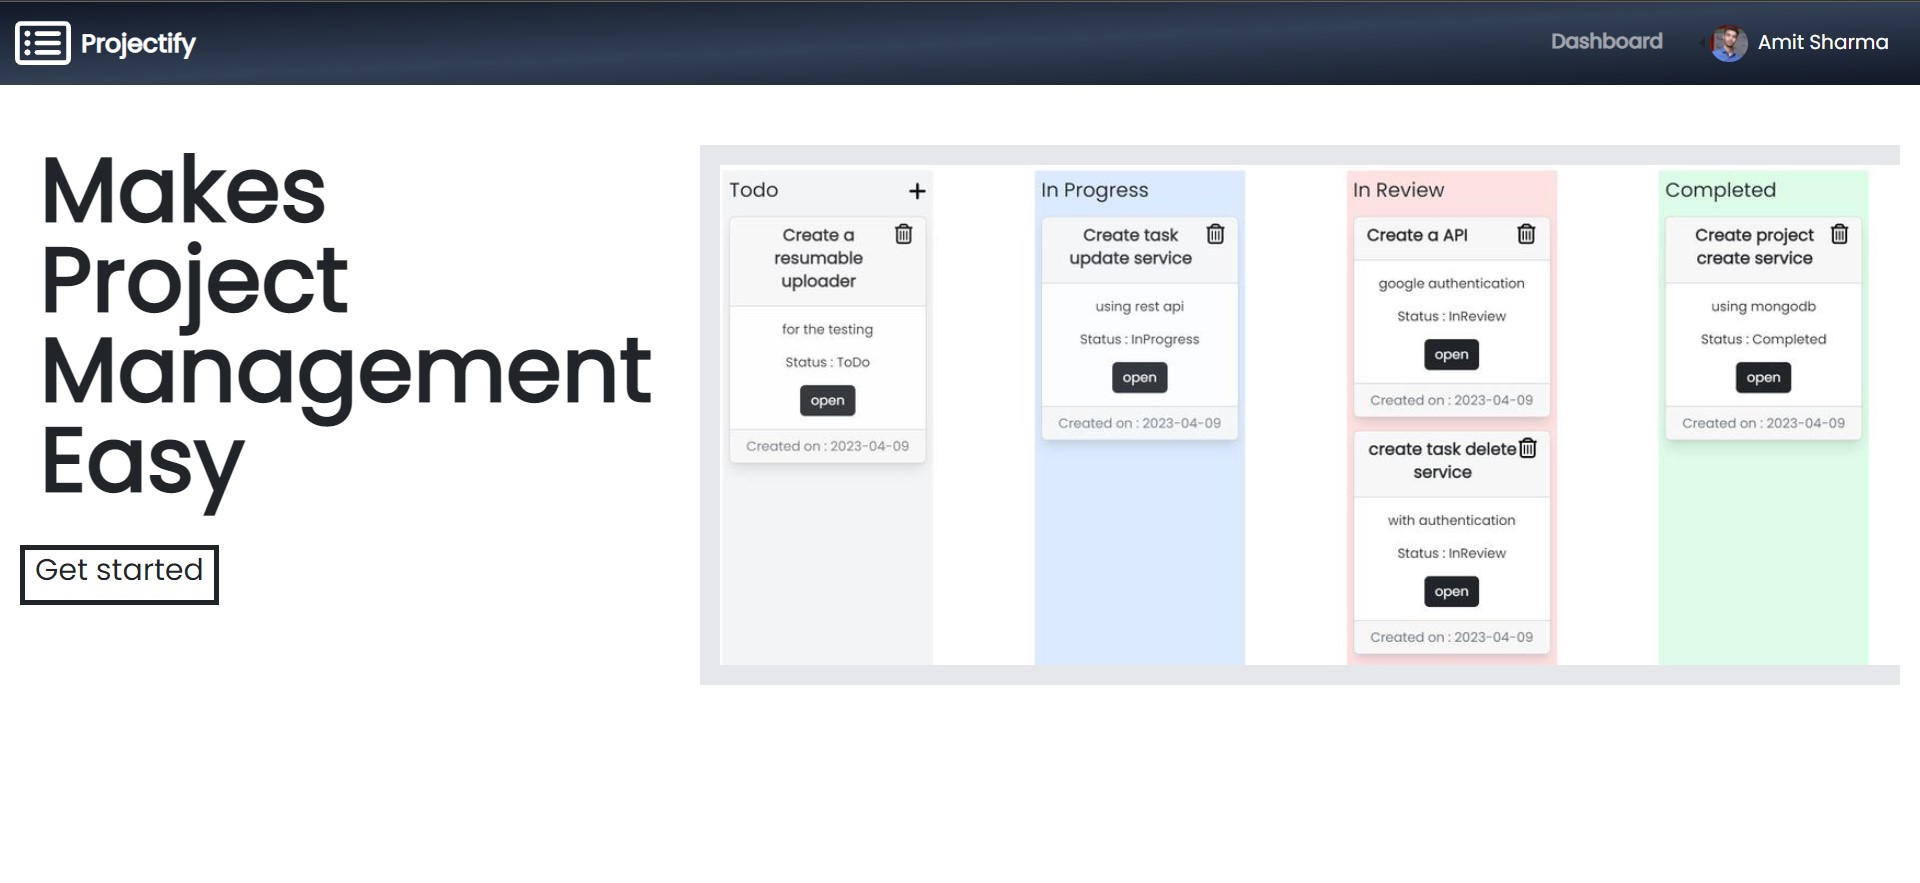 Projectify
Dashboard
Amit Sharma
Makes
Project
Management
Easy
Get started
Todo
Create a
resumable
uploader
for the testing
Status : ToDo
open
Created on : 2023-04-09
In Progress
Create task
update service
using rest api
Status : InProgress
open
Created on : 2023-04-09
In Review
Create a API
google authentication
Status : InReview
open
Created on : 2023-04-09
create task delete
service
with authentication
Status : InReview
open
Created on : 2023-04-09
Completed
Create project
create service
using mongodb
Status : Completed
open
Created on : 2023-04-09